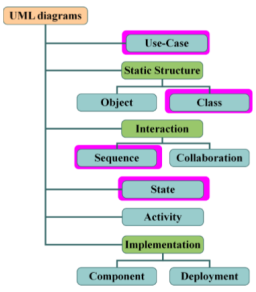 UML diagrams
Use-Case
Static Structure
Object
Class
Interaction
Sequence
Collaboration
State
Activity
Implementation
Component
Deployment